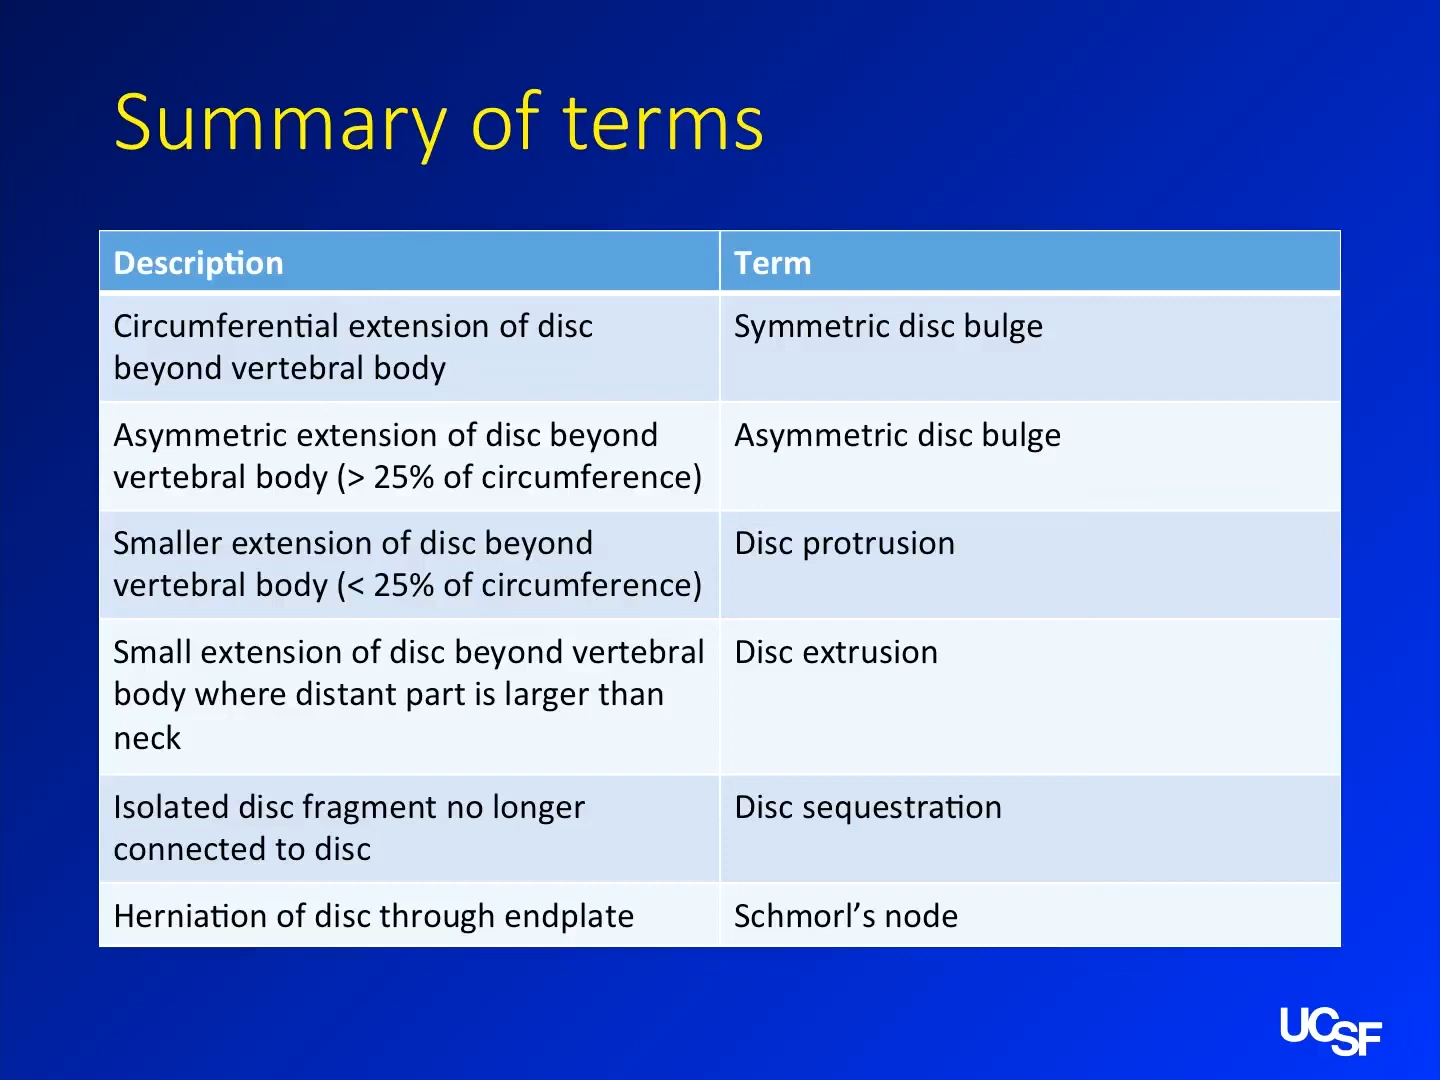 Summary of terms
Description
Term
Circumferential extension of disc
beyond vertebral body
Symmetric disc bulge
Asymmetric extension of disc beyond
vertebral body (> 25% of circumference)
Asymmetric disc bulge
Smaller extension of disc beyond
vertebral body (< 25% of circumference)
Disc protrusion
Small extension of disc beyond vertebral
body where distant part is larger than
neck
Disc extrusion
Isolated disc fragment no longer
connected to disc
Disc sequestration
Herniation of disc through endplate
Schmorl’s node
UCSF